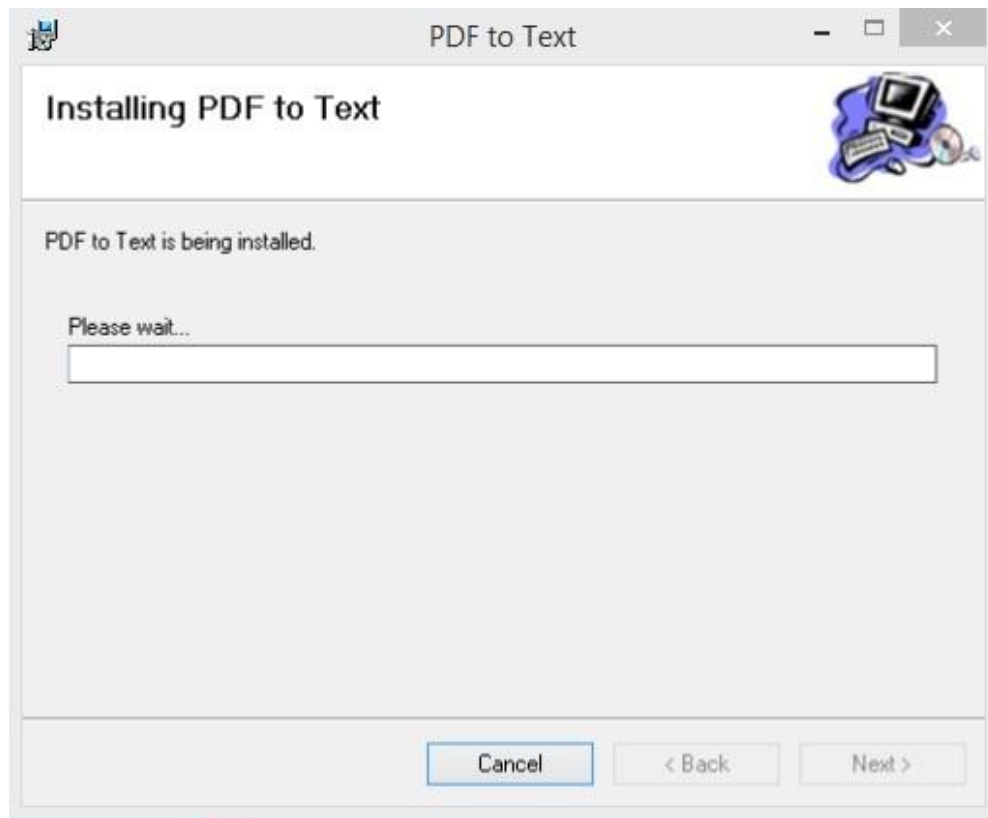 PDF to Text
Installing PDF to Text
PDF to Text is being installed.
Please wait...
Cancel
< Back
Next >